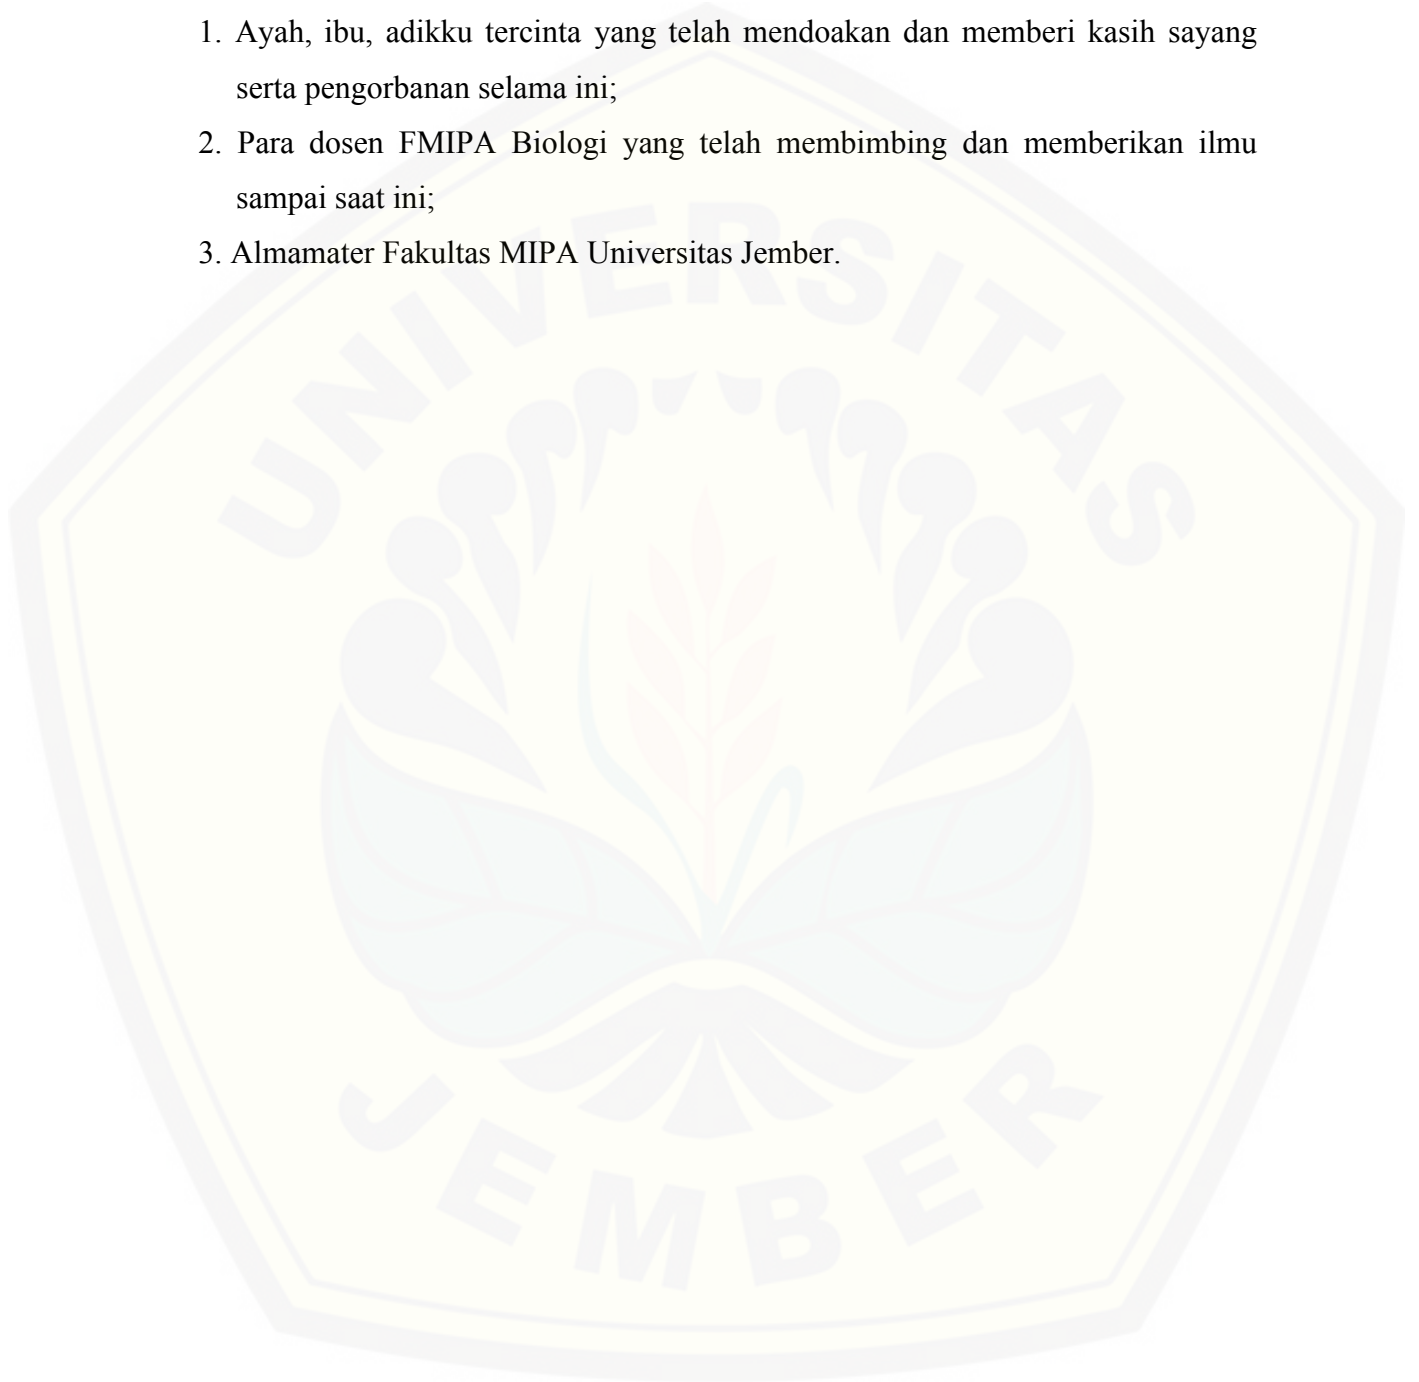 1. Ayah, ibu, adikku tercinta yang telah mendoakan dan memberi kasih sayang
serta pengorbanan selama ini;
2. Para dosen FMIPA Biologi yang telah membimbing dan memberikan ilmu
sampai saat ini;
3. Almamater Fakultas MIPA Universitas Jember.
UNIVERSITAS
JEMBER